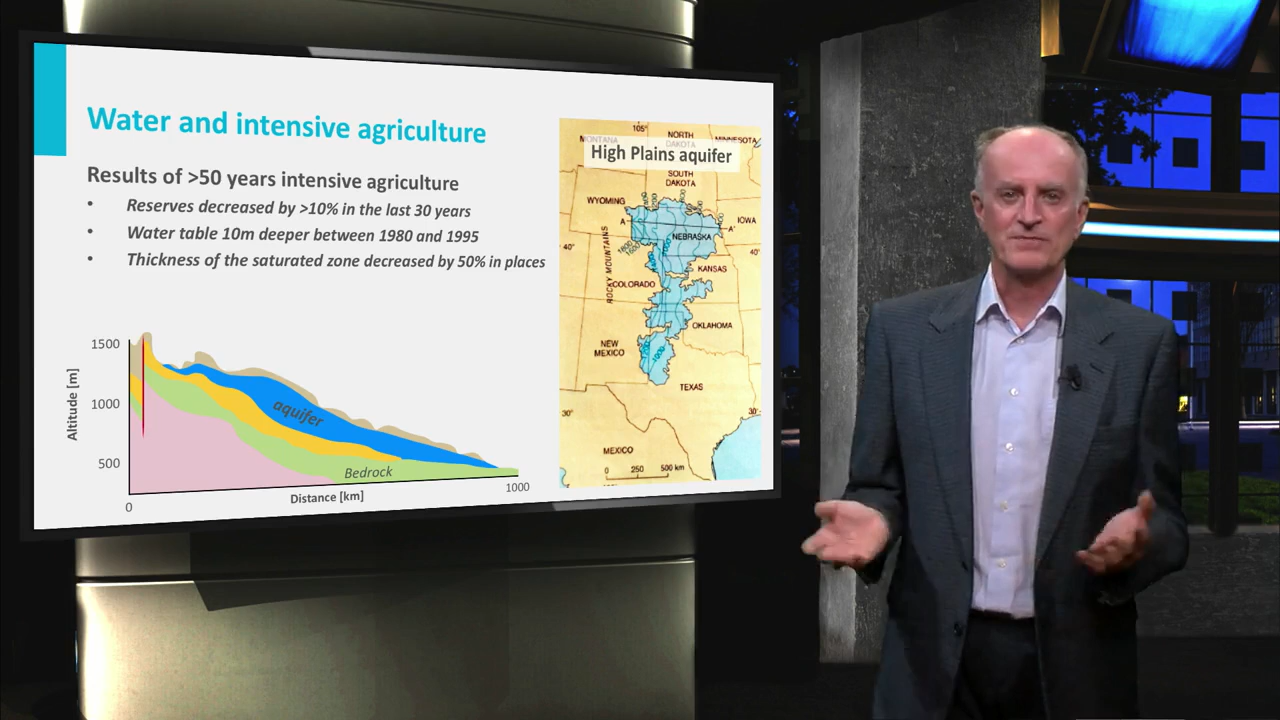 Water and intensive agriculture
Results of >50 years intensive agriculture
• Reserves decreased by >10% in the last 30 years
• Water table 10m deeper between 1980 and 1995
• Thickness of the saturated zone decreased by 50% in places
1500
1000
500
Altitude [m]
aquifer
Bedrock
0
Distance [km]
1000
105°
MONTANA
NORTH DAKOTA
MINNESOTA
High Plains aquifer
SOUTH
DAKOTA
WYOMING
IOWA
A
A'
NEBRASKA
40°
40°
ROCKY MOUNTAINS
KANSAS
COLORADO
OKLAHOMA
NEW
MEXICO
TEXAS
30°
30°
MEXICO
0 250 500 km